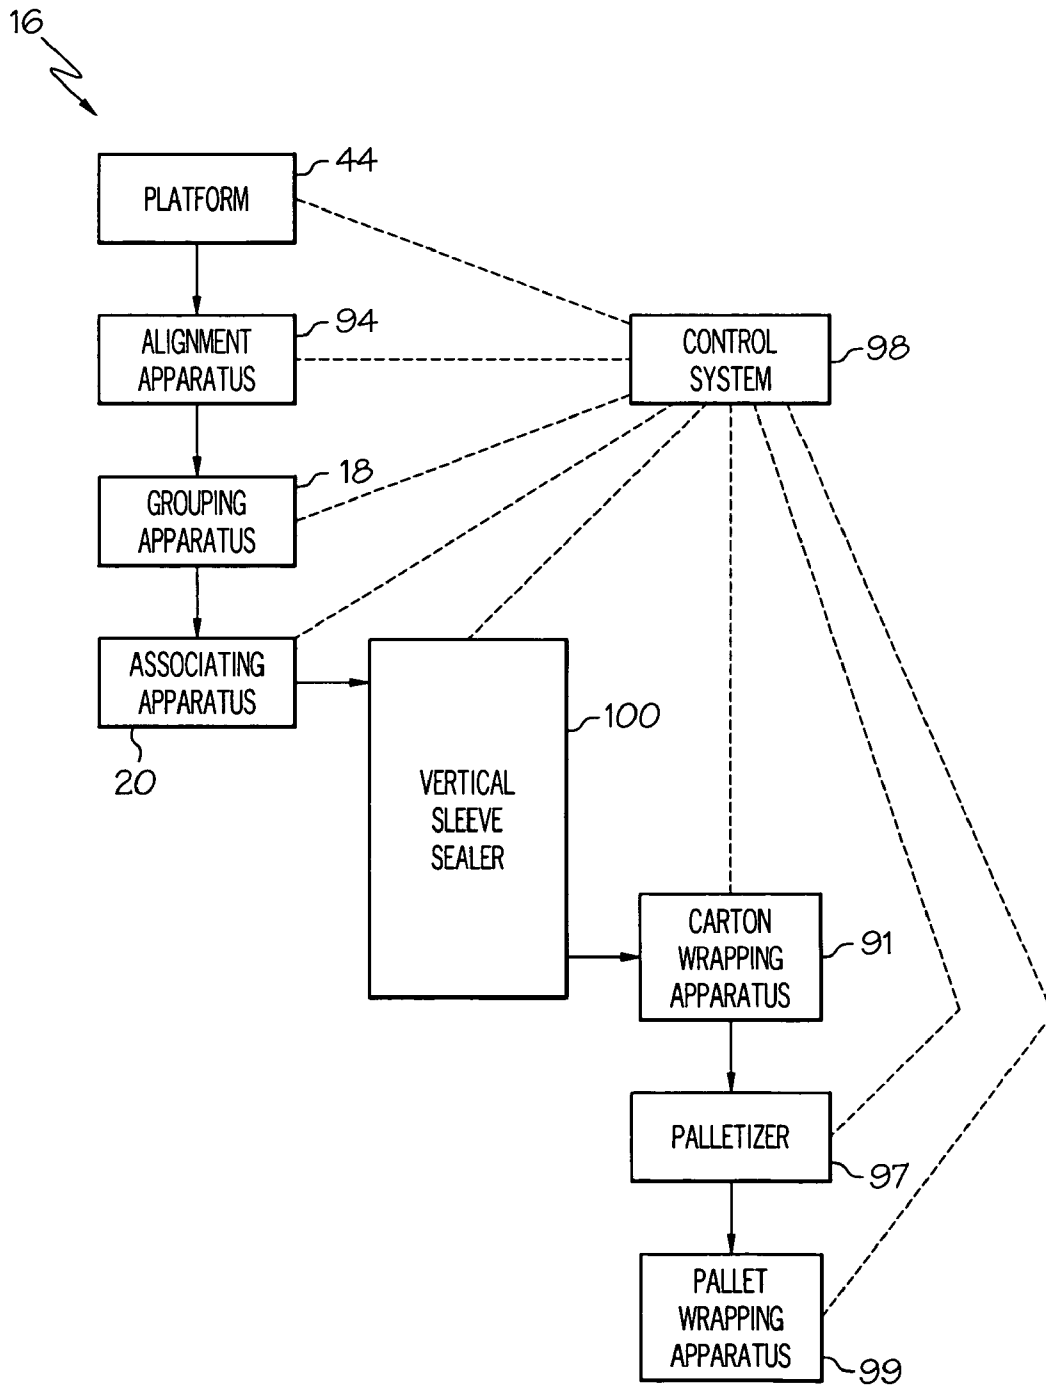 16
44
PLATFORM
94
ALIGNMENT
APPARATUS
CONTROL
SYSTEM
98
18
GROUPING
APPARATUS
ASSOCIATING
APPARATUS
20
100
VERTICAL
SLEEVE
SEALER
CARTON
WRAPPING
APPARATUS
91
PALLETIZER
97
PALLET
WRAPPING
APPARATUS
99